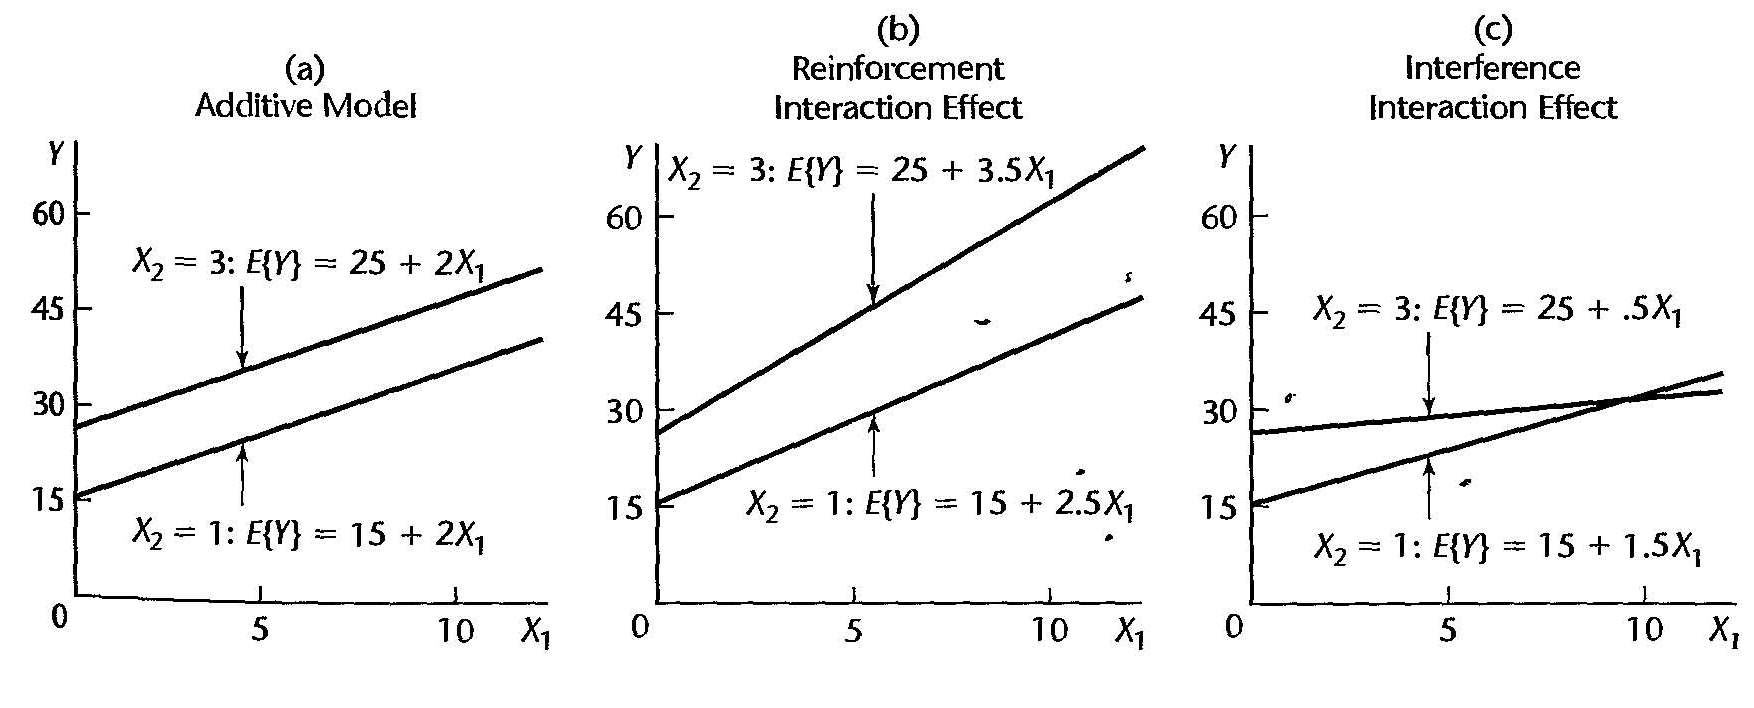 (a)
Additive Model
Y
60
45
30
15
0
5
10
X₁
X₂ = 3: E{Y} = 25 + 2X₁
X₂ = 1: E{Y} = 15 + 2X₁
(b)
Reinforcement
Interaction Effect
Y
60
45
30
15
0
5
10
X₁
X₂ = 3: E{Y} = 25 + 3.5X₁
X₂ = 1: E{Y} = 15 + 2.5X₁
(c)
Interference
Interaction Effect
Y
60
45
30
15
0
5
10
X₁
X₂ = 3: E{Y} = 25 + .5X₁
X₂ = 1: E{Y} = 15 + 1.5X₁